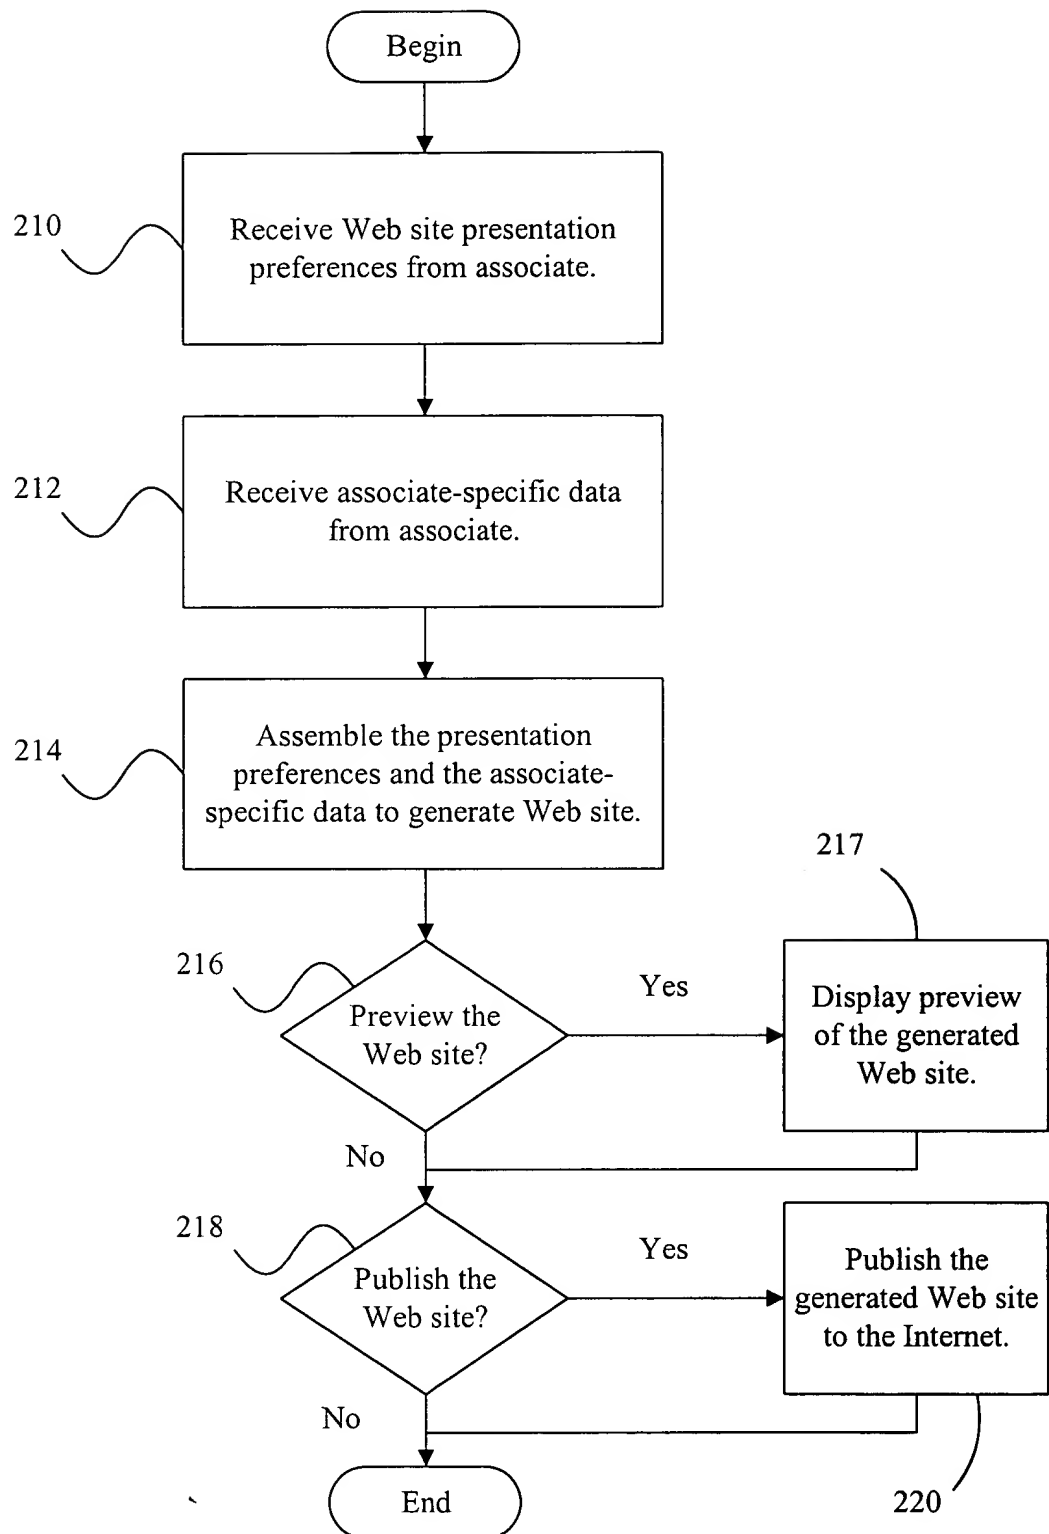 Begin
210
Receive Web site presentation
preferences from associate.
212
Receive associate-specific data
from associate.
214
Assemble the presentation
preferences and the associate-
specific data to generate Web site.
217
216
Preview the
Web site?
Yes
Display preview
of the generated
Web site.
No
218
Publish the
Web site?
Yes
Publish the
generated Web site
to the Internet.
No
End
220